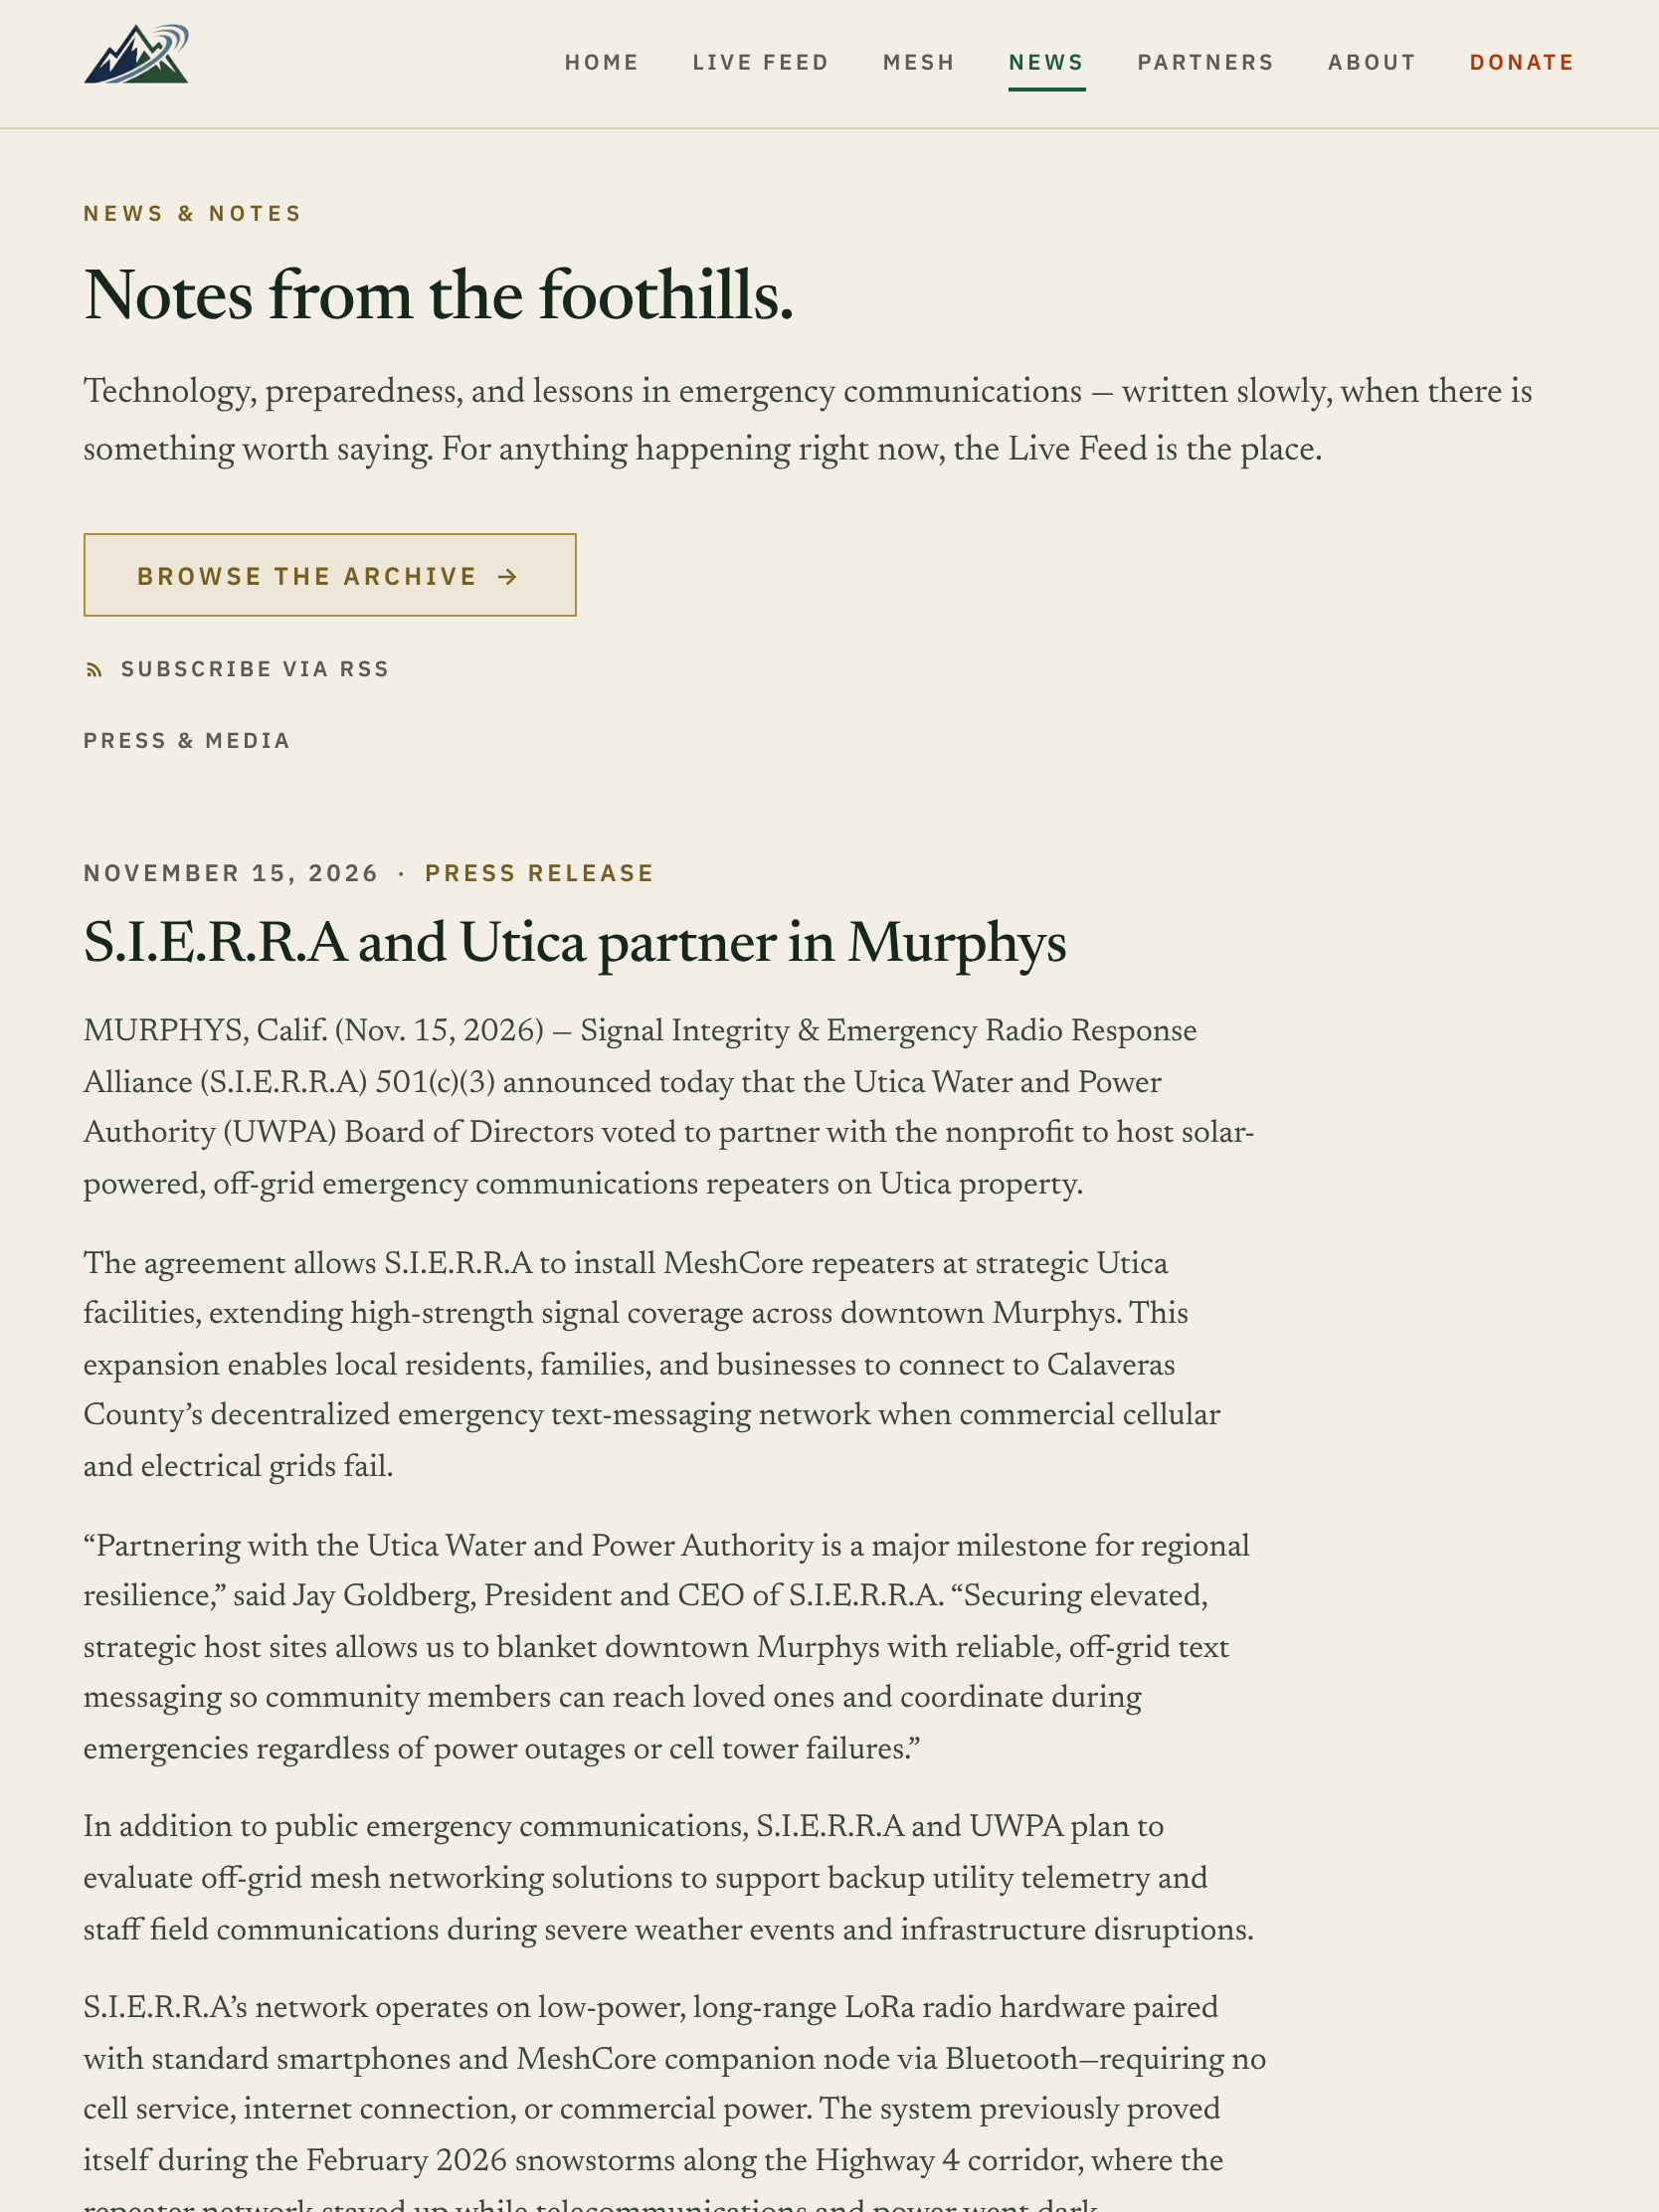 HOME LIVE FEED MESH NEWS PARTNERS ABOUT DONATE
NEWS & NOTES
Notes from the foothills.
Technology, preparedness, and lessons in emergency communications – written slowly, when there is
something worth saying. For anything happening right now, the Live Feed is the place.
BROWSE THE ARCHIVE →
SUBSCRIBE VIA RSS
PRESS & MEDIA
NOVEMBER 15, 2026 · PRESS RELEASE
S.I.E.R.R.A and Utica partner in Murphys
MURPHYS, Calif. (Nov. 15, 2026) – Signal Integrity & Emergency Radio Response
Alliance (S.I.E.R.R.A) 501(c)(3) announced today that the Utica Water and Power
Authority (UWPA) Board of Directors voted to partner with the nonprofit to host solar-
powered, off-grid emergency communications repeaters on Utica property.
The agreement allows S.I.E.R.R.A to install MeshCore repeaters at strategic Utica
facilities, extending high-strength signal coverage across downtown Murphys. This
expansion enables local residents, families, and businesses to connect to Calaveras
County’s decentralized emergency text-messaging network when commercial cellular
and electrical grids fail.
“Partnering with the Utica Water and Power Authority is a major milestone for regional
resilience,” said Jay Goldberg, President and CEO of S.I.E.R.R.A. “Securing elevated,
strategic host sites allows us to blanket downtown Murphys with reliable, off-grid text
messaging so community members can reach loved ones and coordinate during
emergencies regardless of power outages or cell tower failures.”
In addition to public emergency communications, S.I.E.R.R.A and UWPA plan to
evaluate off-grid mesh networking solutions to support backup utility telemetry and
staff field communications during severe weather events and infrastructure disruptions.
S.I.E.R.R.A’s network operates on low-power, long-range LoRa radio hardware paired
with standard smartphones and MeshCore companion node via Bluetooth—requiring no
cell service, internet connection, or commercial power. The system previously proved
itself during the February 2026 snowstorms along the Highway 4 corridor, where the
repeater network stayed up while telecommunications and power went dark.